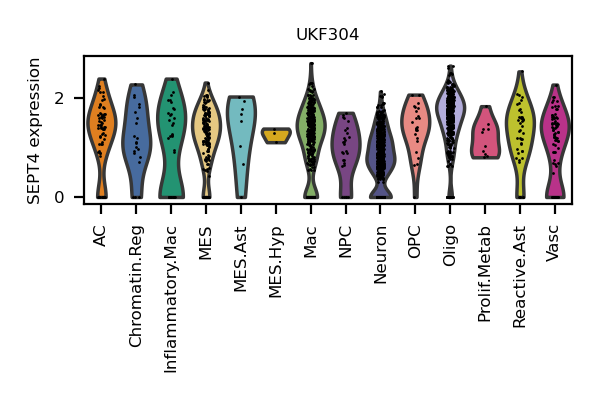 UKF304
SEPT4 expression
2
0
AC
Chromatin.Reg
Inflammatory.Mac
MES
MES.Ast
MES.Hyp
Mac
NPC
Neuron
OPC
Oligo
Prolif.Metab
Reactive.Ast
Vasc